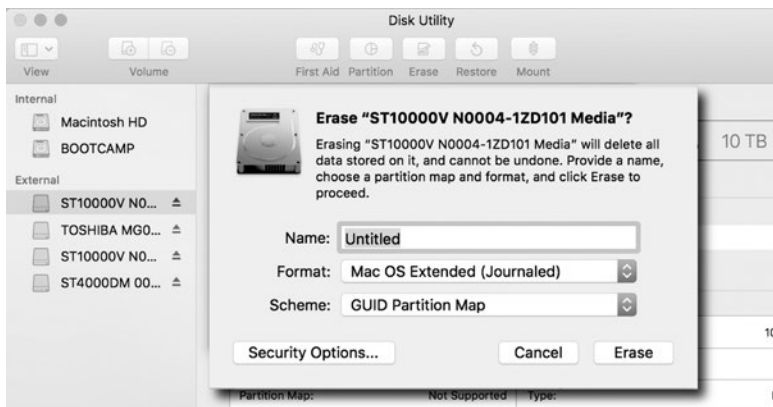 Disk Utility
View
Volume
First Aid Partition Erase Restore Mount
Internal
Macintosh HD
BOOTCAMP
External
ST10000V N0...
TOSHIBA MG0...
ST10000V N0...
ST4000DM 00...
Erase “ST10000V N0004-1ZD101 Media”?
Erasing “ST10000V N0004-1ZD101 Media” will delete all
data stored on it, and cannot be undone. Provide a name,
choose a partition map and format, and click Erase to
proceed.
Name: Untitled
Format: Mac OS Extended (Journaled)
Scheme: GUID Partition Map
Security Options... Cancel Erase
10 TB
10
Partition Map: Not Supported Type: